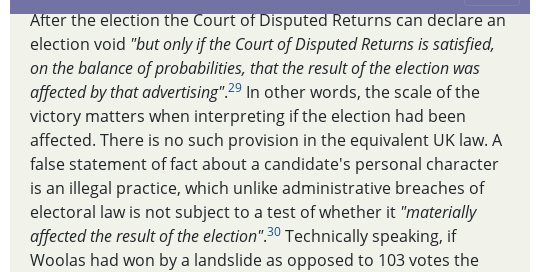 After the election the Court of Disputed Returns can declare an
election void "but only if the Court of Disputed Returns is satisfied,
on the balance of probabilities, that the result of the election was
affected by that advertising".29 In other words, the scale of the
victory matters when interpreting if the election had been
affected. There is no such provision in the equivalent UK law. A
false statement of fact about a candidate's personal character
is an illegal practice, which unlike administrative breaches of
electoral law is not subject to a test of whether it "materially
affected the result of the election".30 Technically speaking, if
Woolas had won by a landslide as opposed to 103 votes the